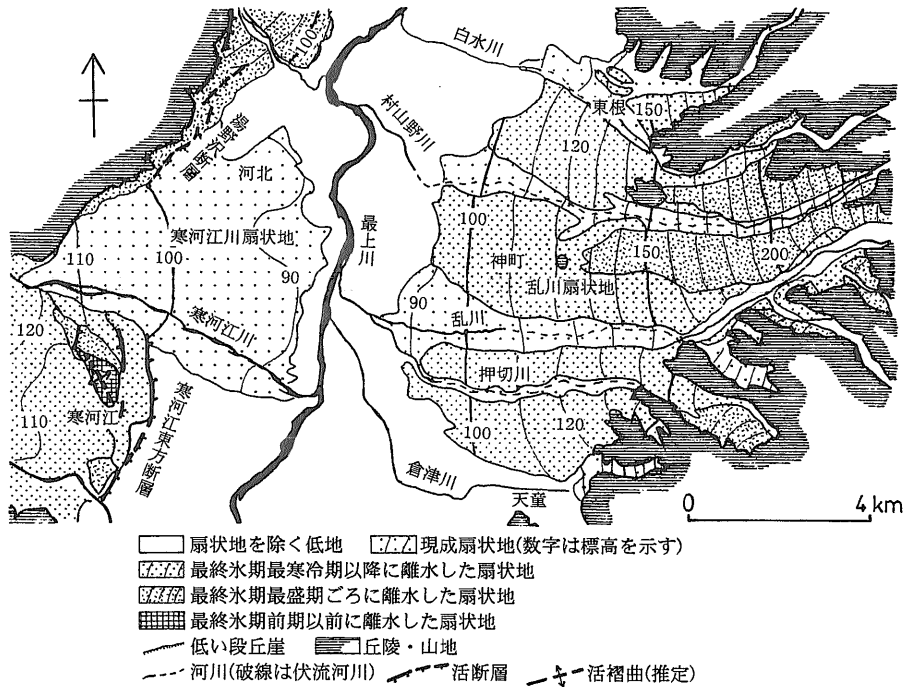 白水川
100
東根
150
村山野川
駒野沢断層
120
河北
最上川
寒河江川扇状地
110
100
100
神町
150
200
90
乱川扇状地
90
乱川
120
寒河江川
押切川
寒河江
寒河江東方断層
110
100
120
倉津川
天童
0
4km
扇状地を除く低地
現成扇状地(数字は標高を示す)
最終氷期最寒冷期以降に離水した扇状地
最終氷期最盛期ごろに離水した扇状地
最終氷期前期以前に離水した扇状地
低い段丘崖
丘陵・山地
河川(破線は伏流河川)
活断層
活褶曲(推定)